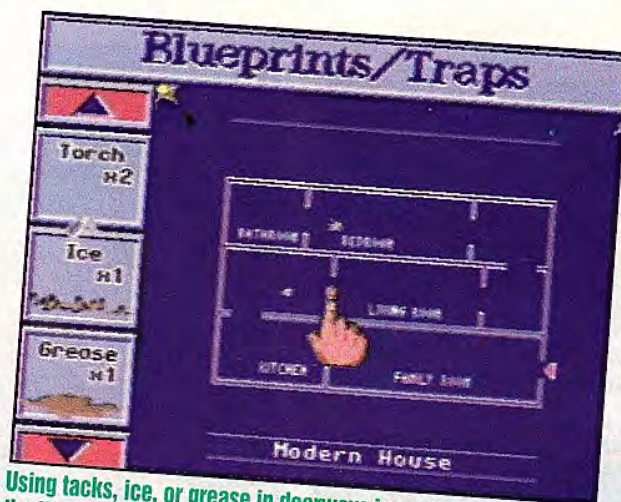 Blueprints/Traps
Torch
x2
Ice
x1
Grease
x1
BATHROOM
BEDROOM
LIVING ROOM
KITCHEN
FAMILY ROOM
Modern House
Using tacks, ice, or grease in doorways